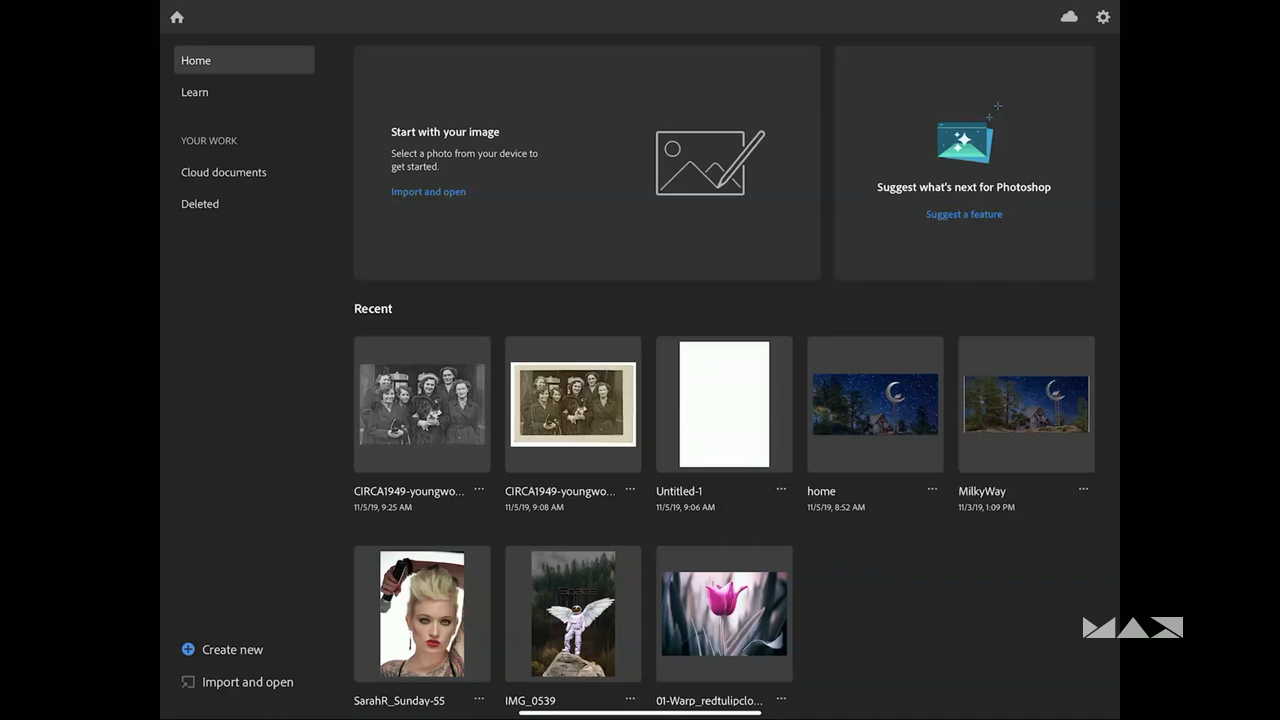 Home
Learn
YOUR WORK
Cloud documents
Deleted
Create new
Import and open
Start with your image
Select a photo from your device to
get started.
Import and open
Suggest what's next for Photoshop
Suggest a feature
Recent
CIRCA1949-youngwo...
11/5/19, 9:25 AM
CIRCA1949-youngwo...
11/5/19, 9:08 AM
Untitled-1
11/5/19, 9:06 AM
home
11/5/19, 8:52 AM
MilkyWay
11/3/19, 1:09 PM
Space
SarahR_Sunday-55
IMG_0539
01-Warp_redtulipclo...
MAX